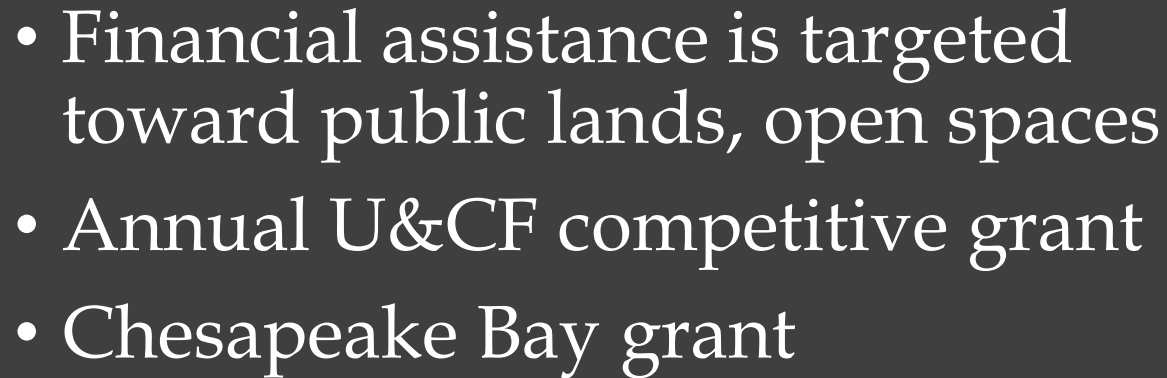 • Financial assistance is targeted
toward public lands, open spaces
• Annual U&CF competitive grant
• Chesapeake Bay grant